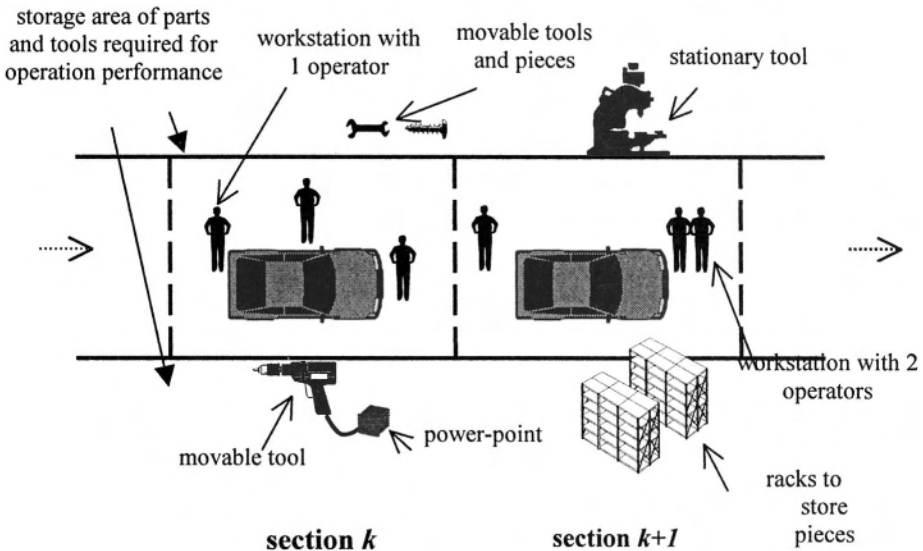 storage area of parts
and tools required for
operation performance
workstation with
1 operator
movable tools
and pieces
stationary tool
workstation with 2
operators
movable tool
power-point
racks to
store
pieces
section k
section k+1